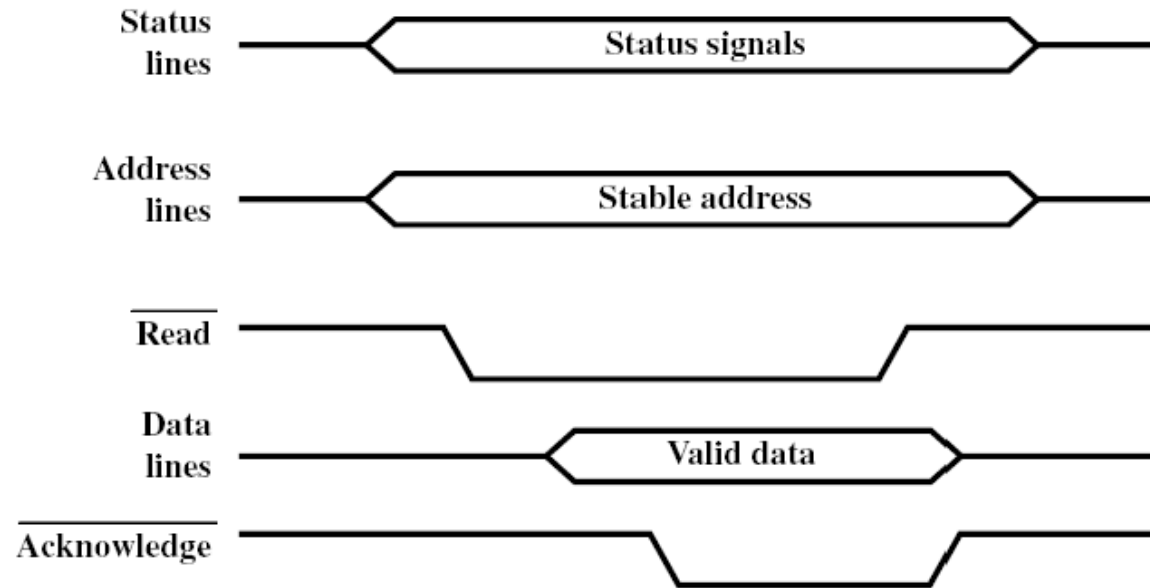 Status
lines
Status signals
Address
lines
Stable address
Read
Data
lines
Valid data
Acknowledge